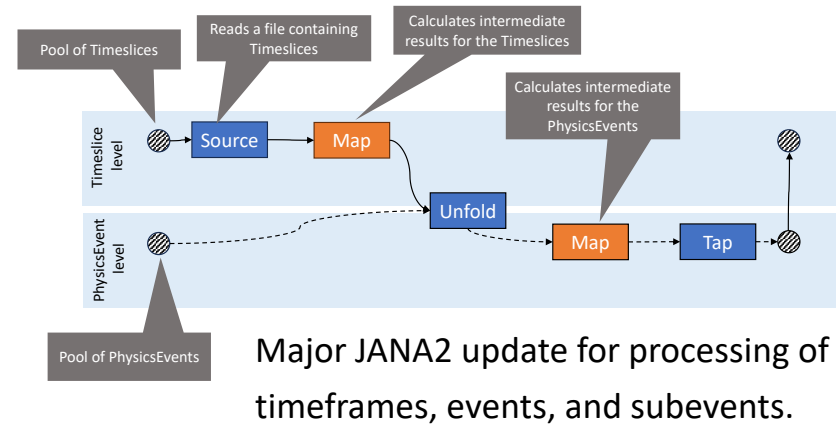 Pool of Timeslices
Reads a file containing
Timeslices
Calculates intermediate
results for the Timeslices
Calculates intermediate
results for the
PhysicsEvents
Timeslice
level
Source
Map
Unfold
PhysicsEvent
level
Map
Tap
Pool of PhysicsEvents
Major JANA2 update for processing of
timeframes, events, and subevents.